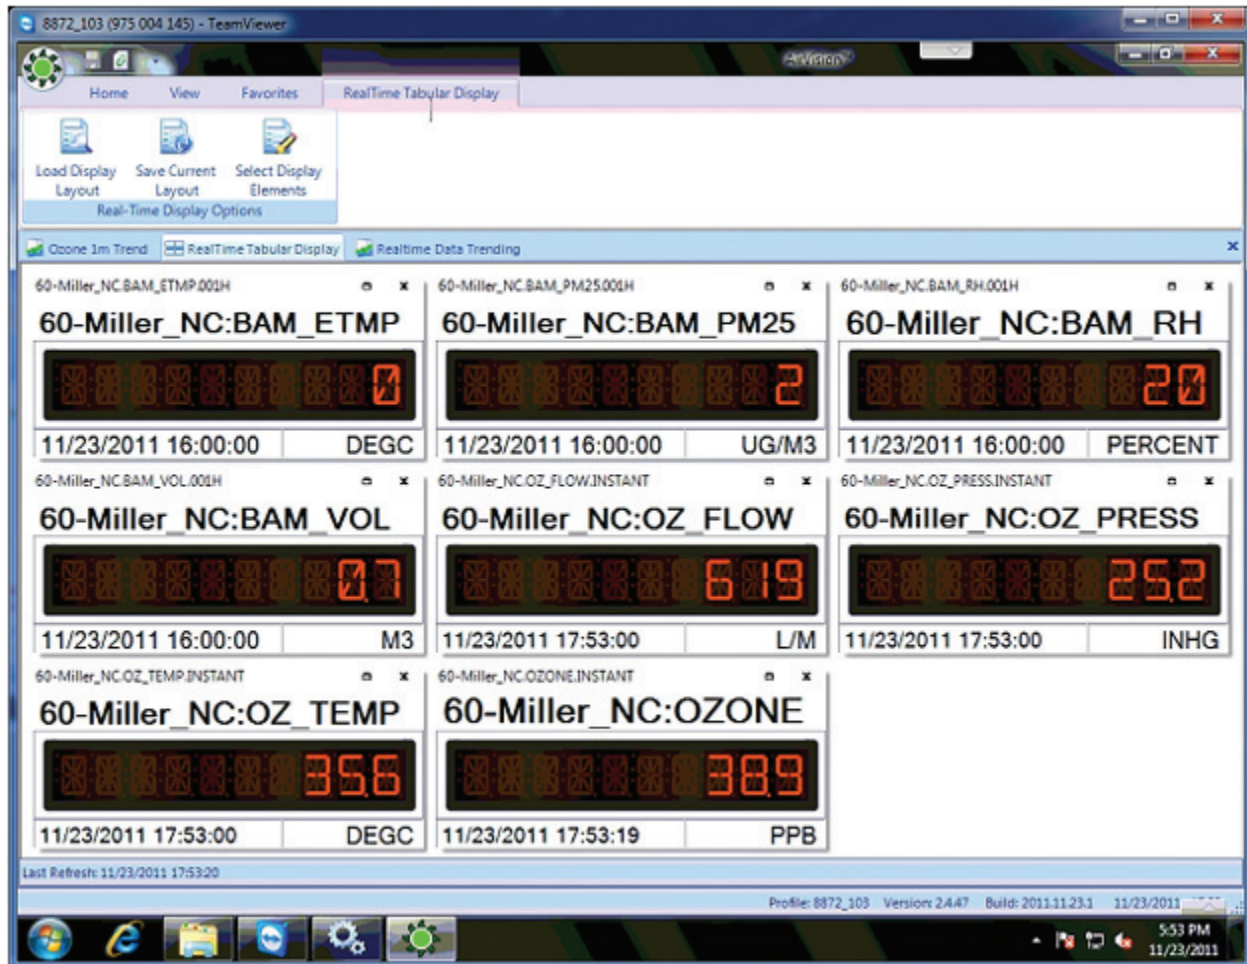 8872_103 (975 004 145) - TeamViewer
AirVision™
Home View Favorites RealTime Tabular Display
Load Display Layout
Save Current Layout
Select Display Elements
Real-Time Display Options
Ozone 1m Trend RealTime Tabular Display Realtime Data Trending
60-Miller_NC.BAM_ETMP.001H
60-Miller_NC:BAM_ETMP
0
11/23/2011 16:00:00 DEGC
60-Miller_NC.BAM_PM25.001H
60-Miller_NC:BAM_PM25
2
11/23/2011 16:00:00 UG/M3
60-Miller_NC.BAM_RH.001H
60-Miller_NC:BAM_RH
20
11/23/2011 16:00:00 PERCENT
60-Miller_NC.BAM_VOL.001H
60-Miller_NC:BAM_VOL
0.7
11/23/2011 16:00:00 M3
60-Miller_NC.OZ_FLOW.INSTANT
60-Miller_NC:OZ_FLOW
619
11/23/2011 17:53:00 L/M
60-Miller_NC.OZ_PRESS.INSTANT
60-Miller_NC:OZ_PRESS
25.2
11/23/2011 17:53:00 INHG
60-Miller_NC.OZ_TEMP.INSTANT
60-Miller_NC:OZ_TEMP
35.6
11/23/2011 17:53:00 DEGC
60-Miller_NC.OZONE.INSTANT
60-Miller_NC:OZONE
38.9
11/23/2011 17:53:19 PPB
Last Refresh: 11/23/2011 17:53:20
Profile: 8872_103 Version: 2.4.47 Build: 2011.11.23.1 11/23/2011
5:53 PM
11/23/2011